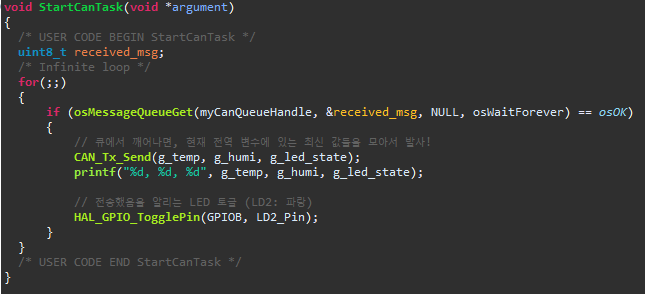 void StartCanTask(void *argument)
{
/* USER CODE BEGIN StartCanTask */
uint8_t received_msg;
/* Infinite loop */
for(;;)
{
if (osMessageQueueGet(myCanQueueHandle, &received_msg, NULL, osWaitForever) == osOK)
{
// 큐에서 깨어나면, 현재 전역 변수에 있는 최신 값들을 모아서 발사!
CAN_Tx_Send(g_temp, g_humi, g_led_state);
printf("%d, %d, %d", g_temp, g_humi, g_led_state);
// 전송했음을 알리는 LED 토글 (LD2: 파랑)
HAL_GPIO_TogglePin(GPIOB, LD2_Pin);
}
}
/* USER CODE END StartCanTask */
}